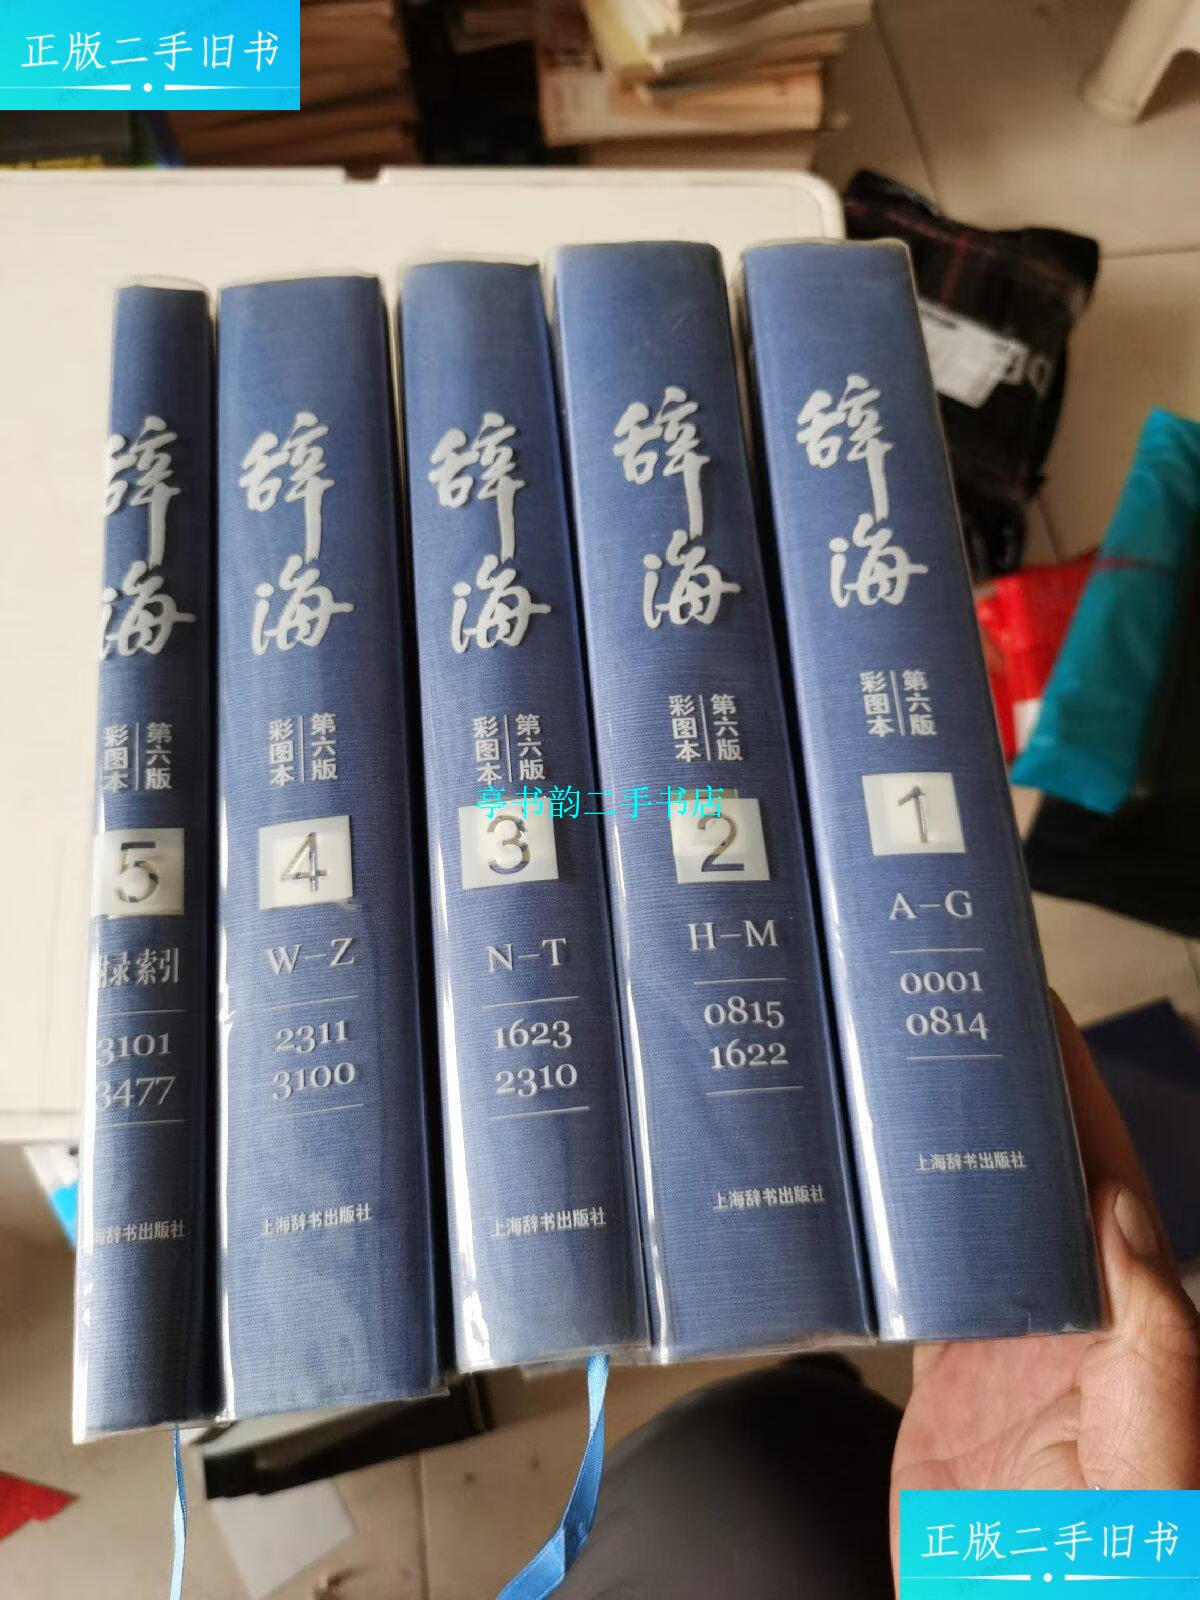 正版二手旧书
辞海
第六版
彩图本
5
附录 索引
3101
3477
海辞书出版社
辞海
第六版
彩图本
4
W-Z
2311
3100
上海辞书出版社
辞海
第六版
彩图本
3
N-T
1623
2310
上海辞书出版社
辞海
第六版
彩图本
2
H-M
0815
1622
上海辞书出版社
辞海
第六版
彩图本
1
A-G
0001
0814
上海辞书出版社
亭书韵二手书店
正版二手旧书